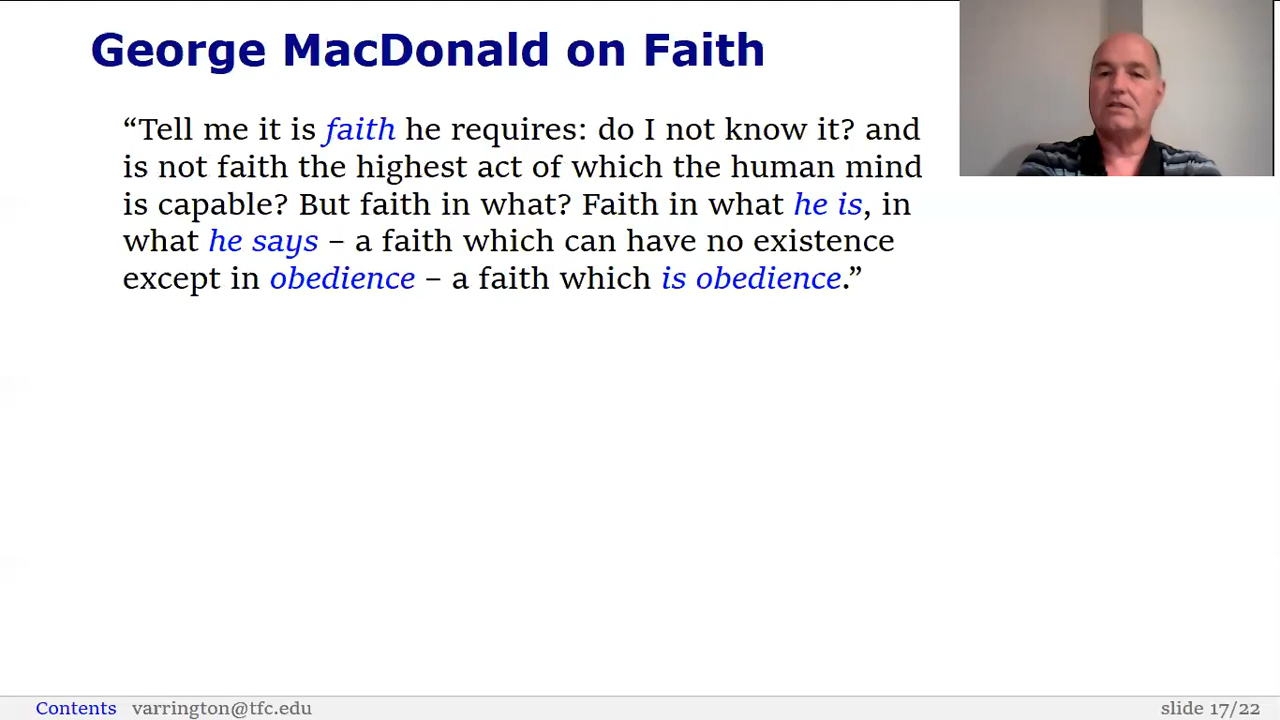 George MacDonald on Faith
“Tell me it is faith he requires: do I not know it? and
is not faith the highest act of which the human mind
is capable? But faith in what? Faith in what he is, in
what he says – a faith which can have no existence
except in obedience – a faith which is obedience.”
Contents varrington@tfc.edu slide 17/22